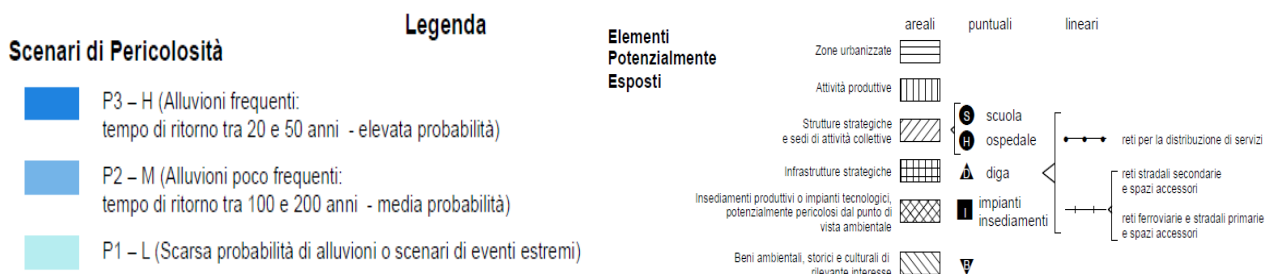 Legenda
Scenari di Pericolosità
P3 – H (Alluvioni frequenti:
tempo di ritorno tra 20 e 50 anni - elevata probabilità)
P2 – M (Alluvioni poco frequenti:
tempo di ritorno tra 100 e 200 anni - media probabilità)
P1 – L (Scarsa probabilità di alluvioni o scenari di eventi estremi)
Elementi
Potenzialmente
Esposti
areali
puntuali
lineari
Zone urbanizzate
Attività produttive
Strutture strategiche
e sedi di attività collettive
S scuola
H ospedale
reti per la distribuzione di servizi
Infrastrutture strategiche
D diga
reti stradali secondarie
e spazi accessori
Insediamenti produttivi o impianti tecnologici,
potenzialmente pericolosi dal punto di
vista ambientale
I impianti
insediamenti
reti ferroviarie e stradali primarie
e spazi accessori
Beni ambientali, storici e culturali di
rilevante interesse
B